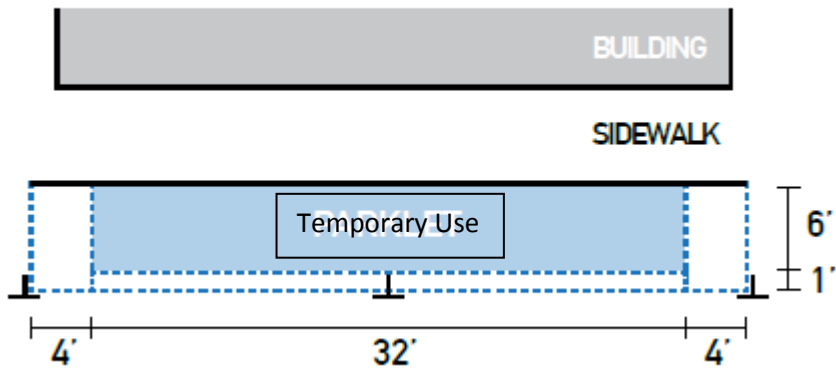 BUILDING
SIDEWALK
Temporary Use
6'
1'
4'
32'
4'